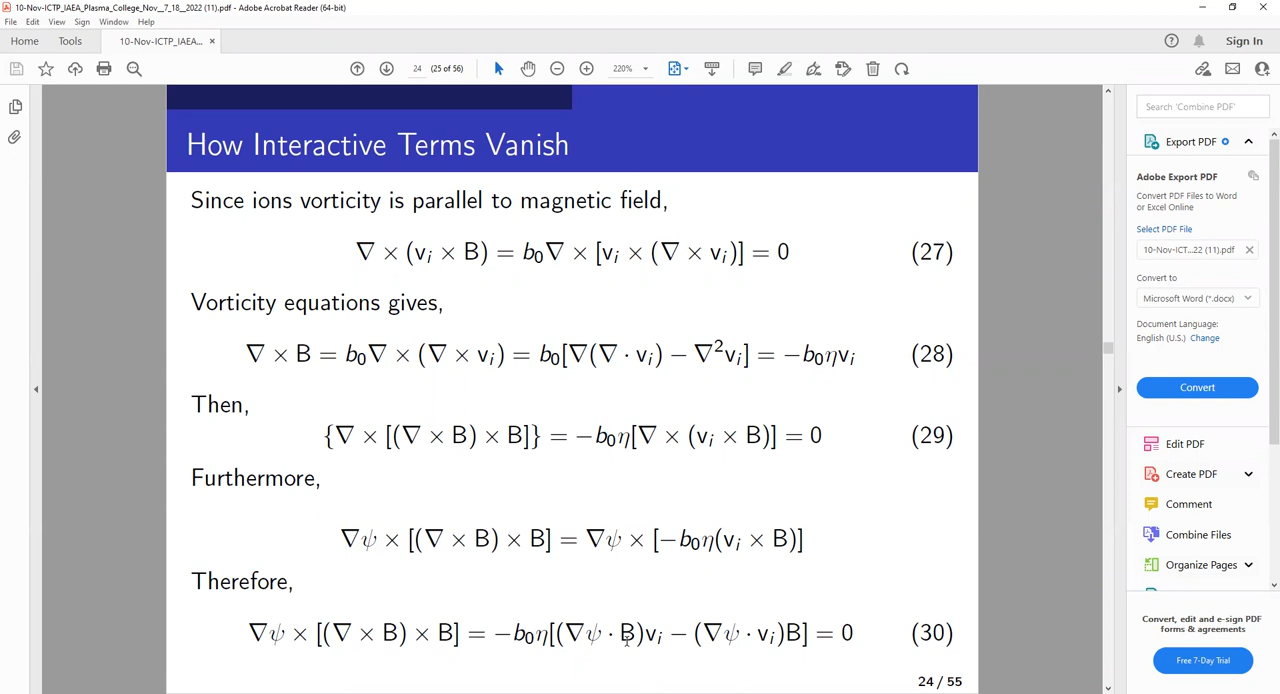 10-Nov-ICTP_IAEA_Plasma_College_Nov__7_18__2022 (11).pdf - Adobe Acrobat Reader (64-bit)
File Edit View Sign Window Help
Home Tools 10-Nov-ICTP_IAEA... × Sign In
24 (25 of 56) 220%
How Interactive Terms Vanish
Since ions vorticity is parallel to magnetic field,
∇ × (vᵢ × B) = b₀∇ × [vᵢ × (∇ × vᵢ)] = 0 (27)
Vorticity equations gives,
∇ × B = b₀∇ × (∇ × vᵢ) = b₀[∇(∇ · vᵢ) − ∇²vᵢ] = −b₀ηvᵢ (28)
Then,
{∇ × [(∇ × B) × B]} = −b₀η[∇ × (vᵢ × B)] = 0 (29)
Furthermore,
∇ψ × [(∇ × B) × B] = ∇ψ × [−b₀η(vᵢ × B)]
Therefore,
∇ψ × [(∇ × B) × B] = −b₀η[(∇ψ · B)vᵢ − (∇ψ · vᵢ)B] = 0 (30)
24 / 55
Search 'Combine PDF'
Export PDF
Adobe Export PDF
Convert PDF Files to Word
or Excel Online
Select PDF File
10-Nov-ICT...22 (11).pdf ×
Convert to
Microsoft Word (*.docx)
Document Language:
English (U.S.) Change
Convert
Edit PDF
Create PDF
Comment
Combine Files
Organize Pages
Convert, edit and e-sign PDF
forms & agreements
Free 7-Day Trial